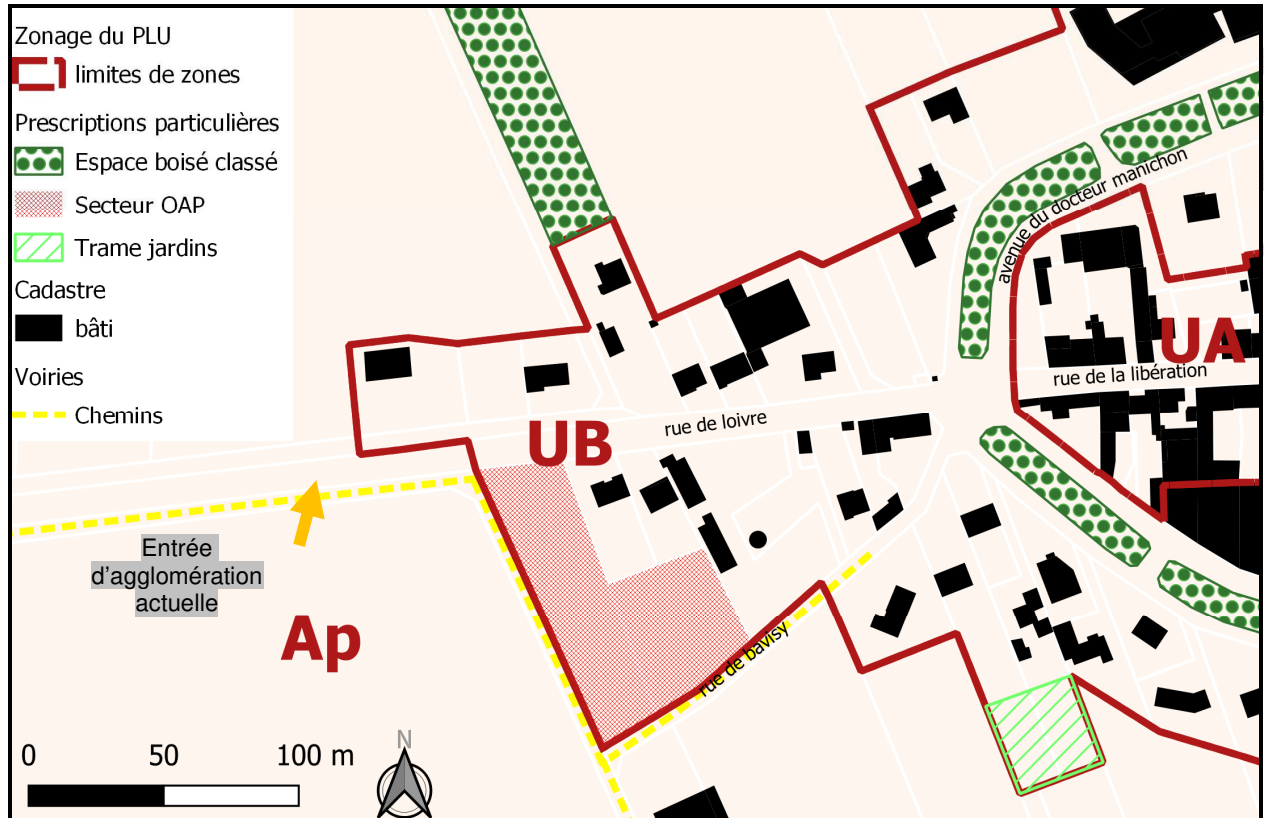 Zonage du PLU
limites de zones
Prescriptions particulières
Espace boisé classé
Secteur OAP
Trame jardins
Cadastre
bâti
Voiries
Chemins
avenue du docteur manichon
UA
rue de la libération
rue de loivre
UB
Entrée
d'agglomération
actuelle
Ap
rue de bavisy
0 50 100 m
N